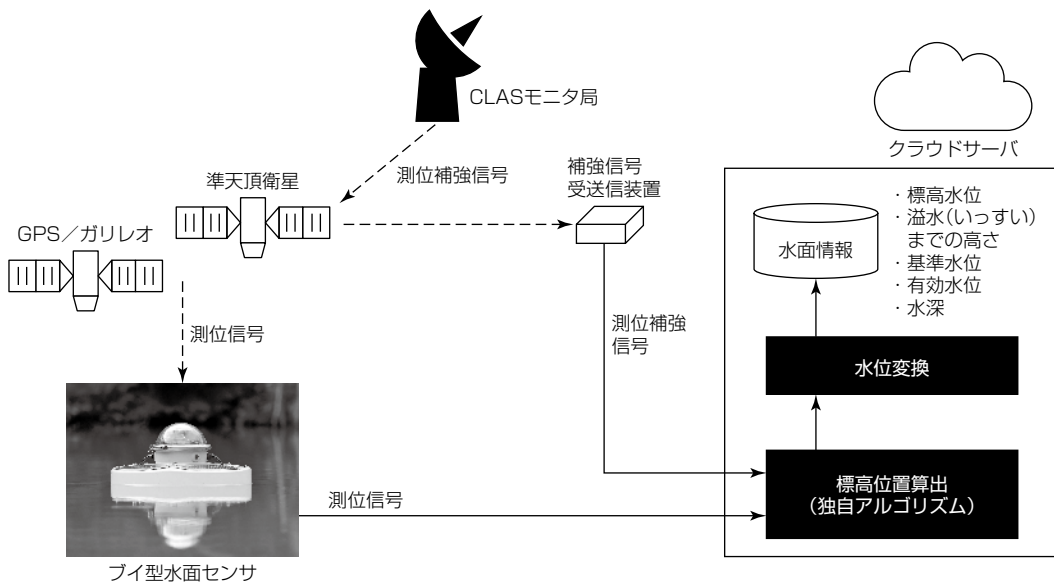 CLASモニタ局
クラウドサーバ
測位補強信号
補強信号
受送信装置
準天頂衛星
GPS／ガリレオ
測位信号
水面情報
・標高水位
・溢水(いっすい)
までの高さ
・基準水位
・有効水位
・水深
測位補強
信号
水位変換
標高位置算出
(独自アルゴリズム)
測位信号
ブイ型水面センサ